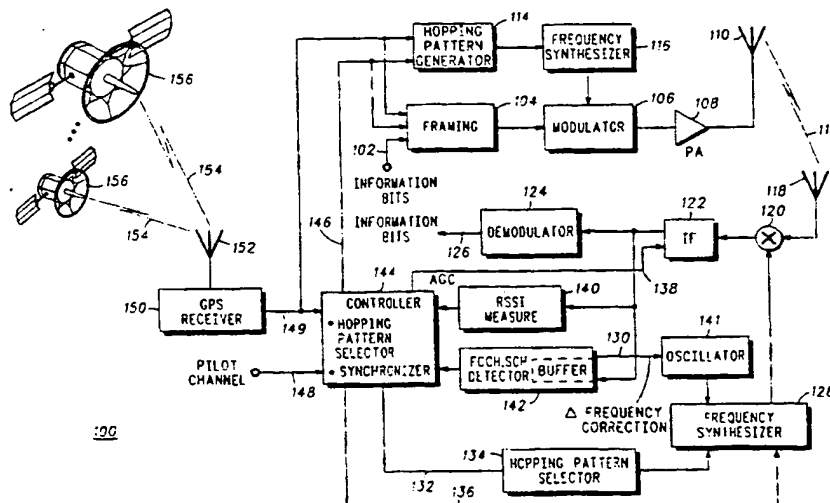 114
HOPPING
PATTERN
GENERATOR
FREQUENCY
SYNTHESIZER
116
110
156
104
FRAMING
106
MODULATOR
108
PA
102
INFORMATION
BITS
118
154
156
124
122
120
INFORMATION
BITS
DEMODULATOR
IF
126
154
152
146
144
AGC
138
150
GPS
RECEIVER
149
CONTROLLER
• HOPPING
PATTERN
SELECTOR
• SYNCHRONIZER
RSSI
MEASURE
140
141
130
OSCILLATOR
PILOT
CHANNEL
148
FCCH,SCH
DETECTOR
BUFFER
142
Δ FREQUENCY
CORRECTION
128
FREQUENCY
SYNTHESIZER
100
134
HOPPING PATTERN
SELECTOR
132
136